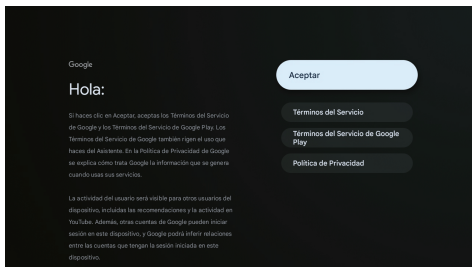 Google
Hola:
Si haces clic en Aceptar, aceptas los Términos del Servicio
de Google y los Términos del Servicio de Google Play. Los
Términos del Servicio de Google también rigen el uso que
haces del Asistente. En la Política de Privacidad de Google
se explica cómo trata Google la información que se genera
cuando usas sus servicios.
La actividad del usuario será visible para otros usuarios del
dispositivo, incluidas las recomendaciones y la actividad en
YouTube. Además, otras cuentas de Google pueden iniciar
sesión en este dispositivo, y Google podrá inferir relaciones
entre las cuentas que tengan la sesión iniciada en este
dispositivo.
Aceptar
Términos del Servicio
Términos del Servicio de Google
Play
Política de Privacidad